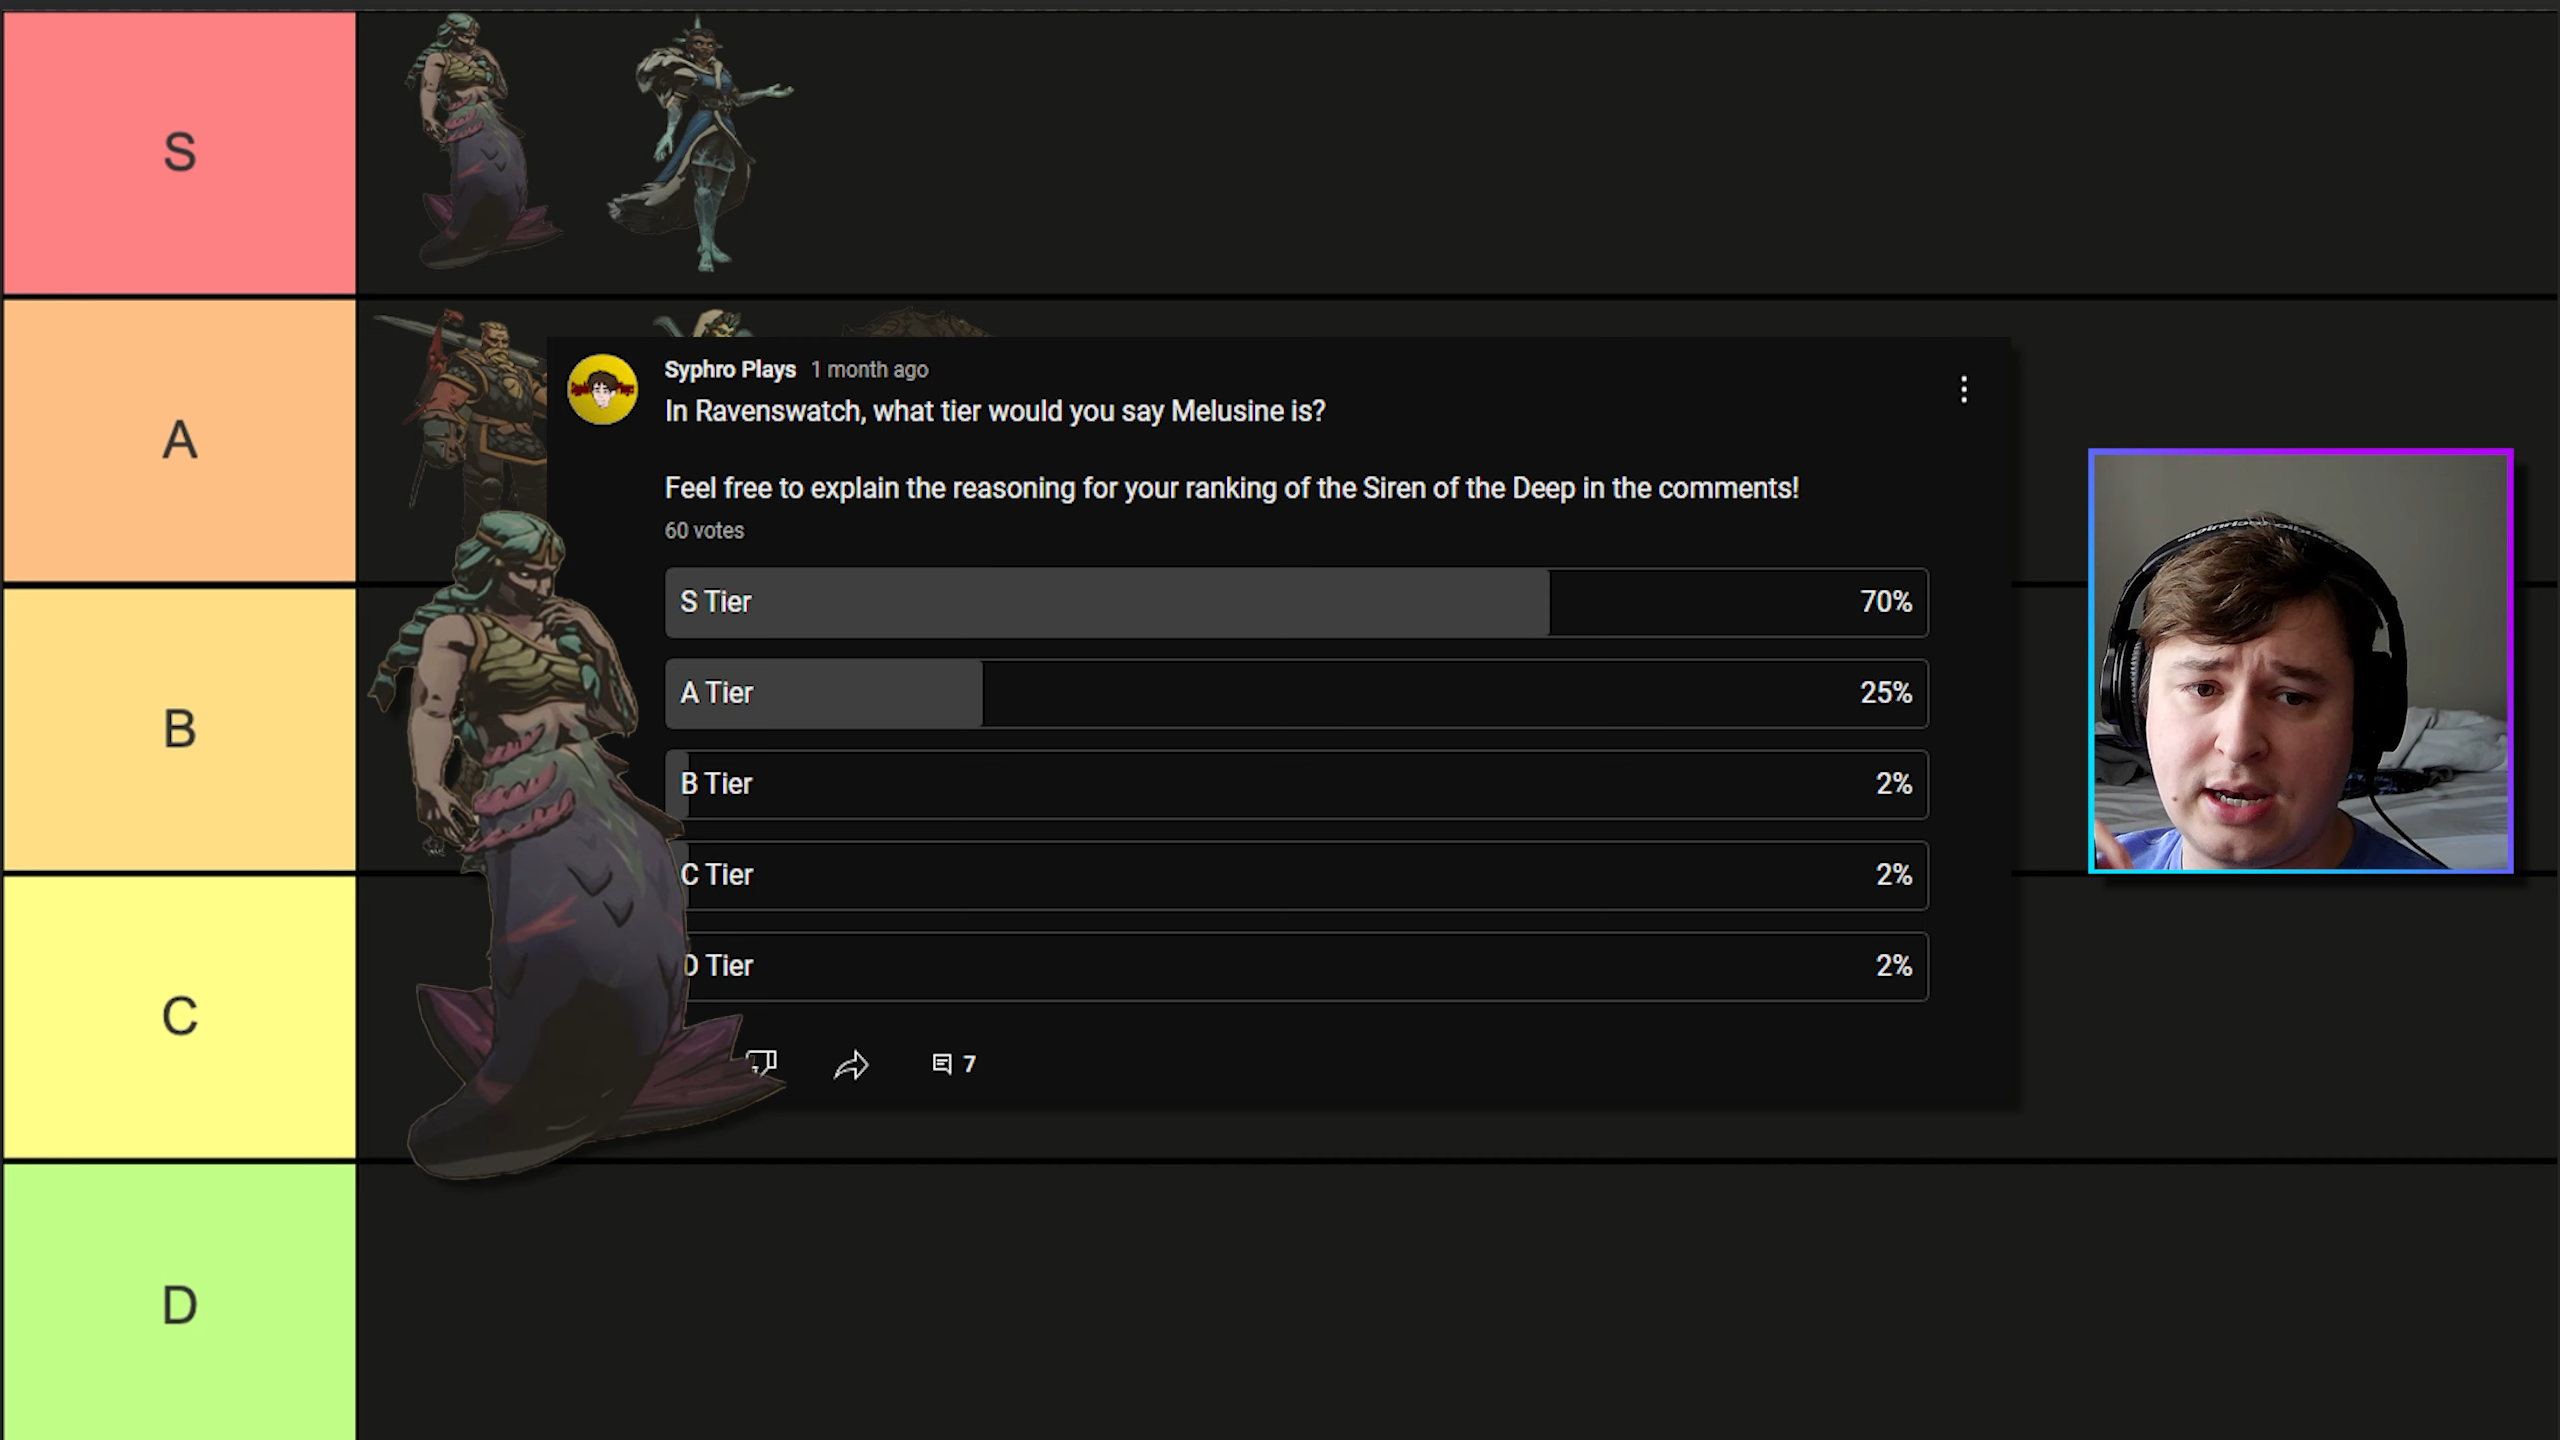 S
A
B
C
D
Syphro Plays 1 month ago
In Ravenswatch, what tier would you say Melusine is?
Feel free to explain the reasoning for your ranking of the Siren of the Deep in the comments!
60 votes
S Tier 70%
A Tier 25%
B Tier 2%
C Tier 2%
D Tier 2%
7